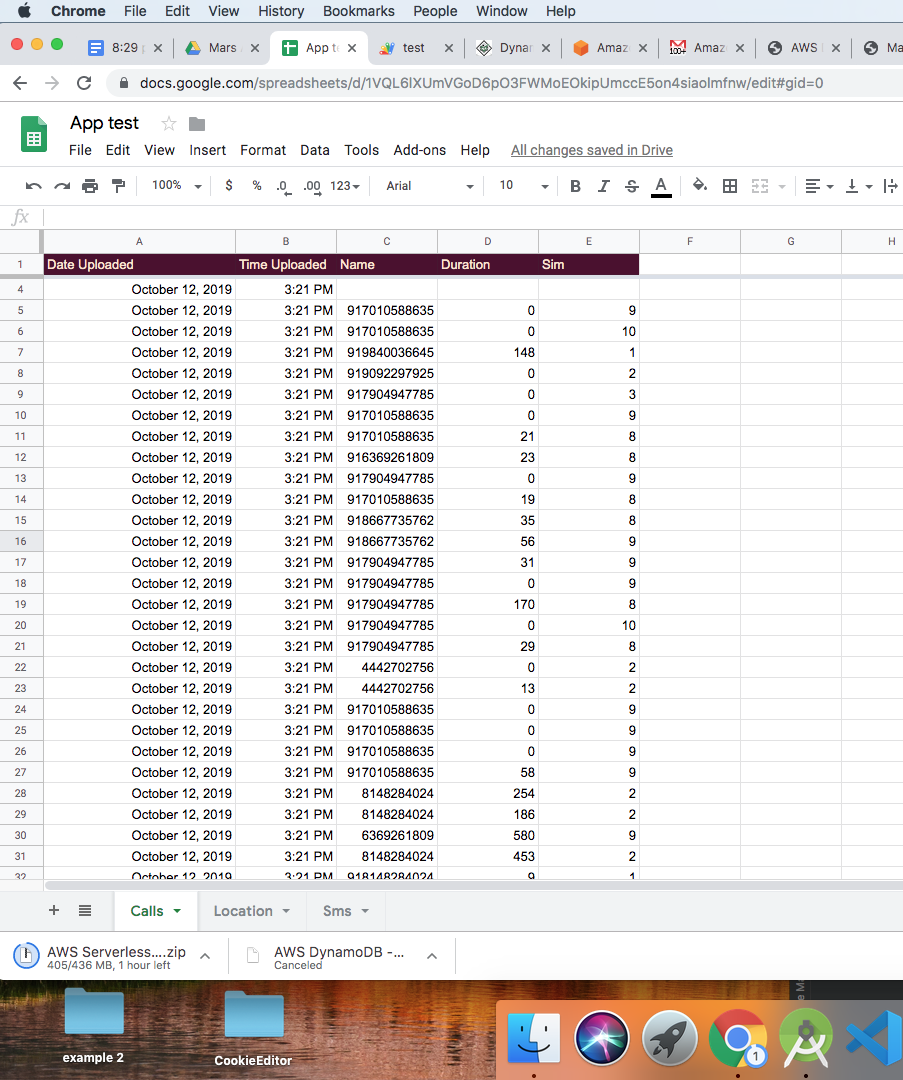 Chrome File Edit View History Bookmarks People Window Help
8:29 Mars App te test Dynar Amaz Amaz AWS Ma
docs.google.com/spreadsheets/d/1VQL6lXUmVGoD6pO3FWMoEOkipUmccE5on4siaolmfnw/edit#gid=0
App test
File Edit View Insert Format Data Tools Add-ons Help All changes saved in Drive
100% $ % .0 .00 123 Arial 10 B I S A
fx
A B C D E F G H
1 Date Uploaded Time Uploaded Name Duration Sim
4 October 12, 2019 3:21 PM
5 October 12, 2019 3:21 PM 917010588635 0 9
6 October 12, 2019 3:21 PM 917010588635 0 10
7 October 12, 2019 3:21 PM 919840036645 148 1
8 October 12, 2019 3:21 PM 919092297925 0 2
9 October 12, 2019 3:21 PM 917904947785 0 3
10 October 12, 2019 3:21 PM 917010588635 0 9
11 October 12, 2019 3:21 PM 917010588635 21 8
12 October 12, 2019 3:21 PM 916369261809 23 8
13 October 12, 2019 3:21 PM 917904947785 0 9
14 October 12, 2019 3:21 PM 917010588635 19 8
15 October 12, 2019 3:21 PM 918667735762 35 8
16 October 12, 2019 3:21 PM 918667735762 56 9
17 October 12, 2019 3:21 PM 917904947785 31 9
18 October 12, 2019 3:21 PM 917904947785 0 9
19 October 12, 2019 3:21 PM 917904947785 170 8
20 October 12, 2019 3:21 PM 917904947785 0 10
21 October 12, 2019 3:21 PM 917904947785 29 8
22 October 12, 2019 3:21 PM 4442702756 0 2
23 October 12, 2019 3:21 PM 4442702756 13 2
24 October 12, 2019 3:21 PM 917010588635 0 9
25 October 12, 2019 3:21 PM 917010588635 0 9
26 October 12, 2019 3:21 PM 917010588635 0 9
27 October 12, 2019 3:21 PM 917010588635 58 9
28 October 12, 2019 3:21 PM 8148284024 254 2
29 October 12, 2019 3:21 PM 8148284024 186 2
30 October 12, 2019 3:21 PM 6369261809 580 9
31 October 12, 2019 3:21 PM 8148284024 453 2
32 October 12, 2019 3:21 PM 918148284024 9 1
Calls Location Sms
AWS Serverless....zip AWS DynamoDB -...
405/436 MB, 1 hour left Canceled
example 2
CookieEditor
1